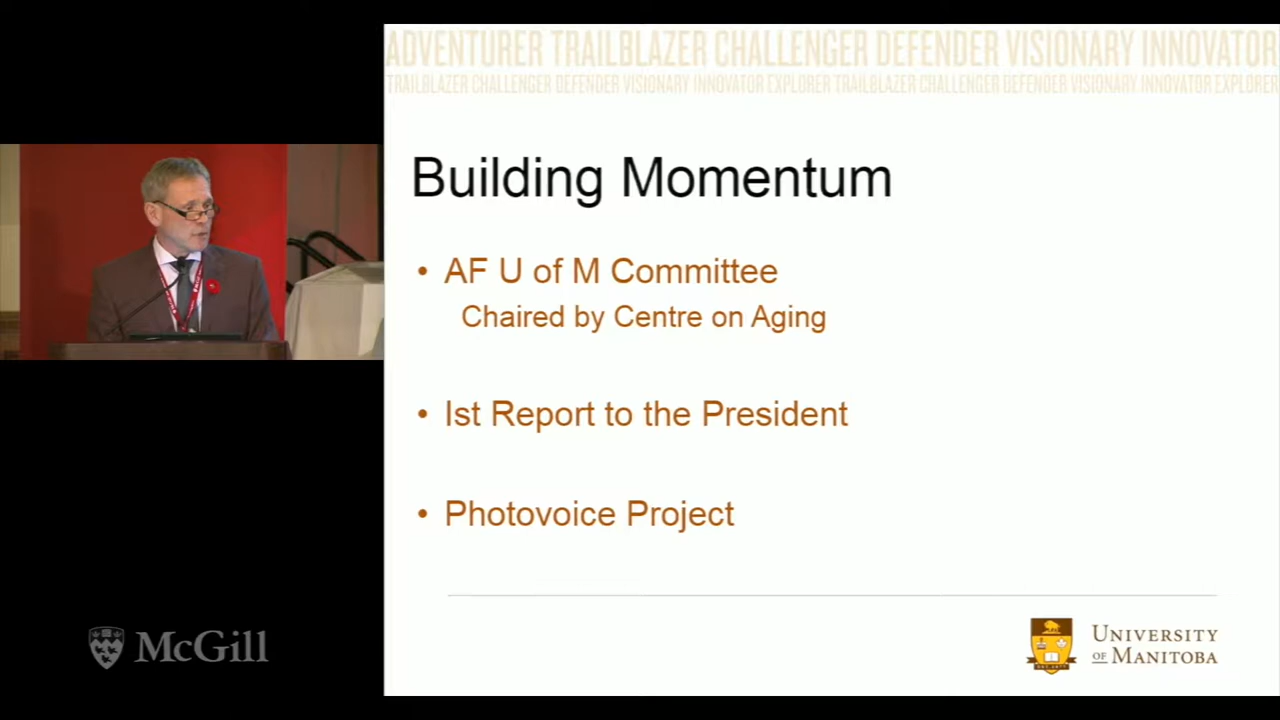 ADVENTURER TRAILBLAZER CHALLENGER DEFENDER VISIONARY INNOVATOR
TRAILBLAZER CHALLENGER DEFENDER VISIONARY INNOVATOR EXPLORER TRAILBLAZER CHALLENGER DEFENDER VISIONARY INNOVATOR EXPLORER
Building Momentum
• AF U of M Committee
Chaired by Centre on Aging
• Ist Report to the President
• Photovoice Project
McGill
UNIVERSITY
OF MANITOBA